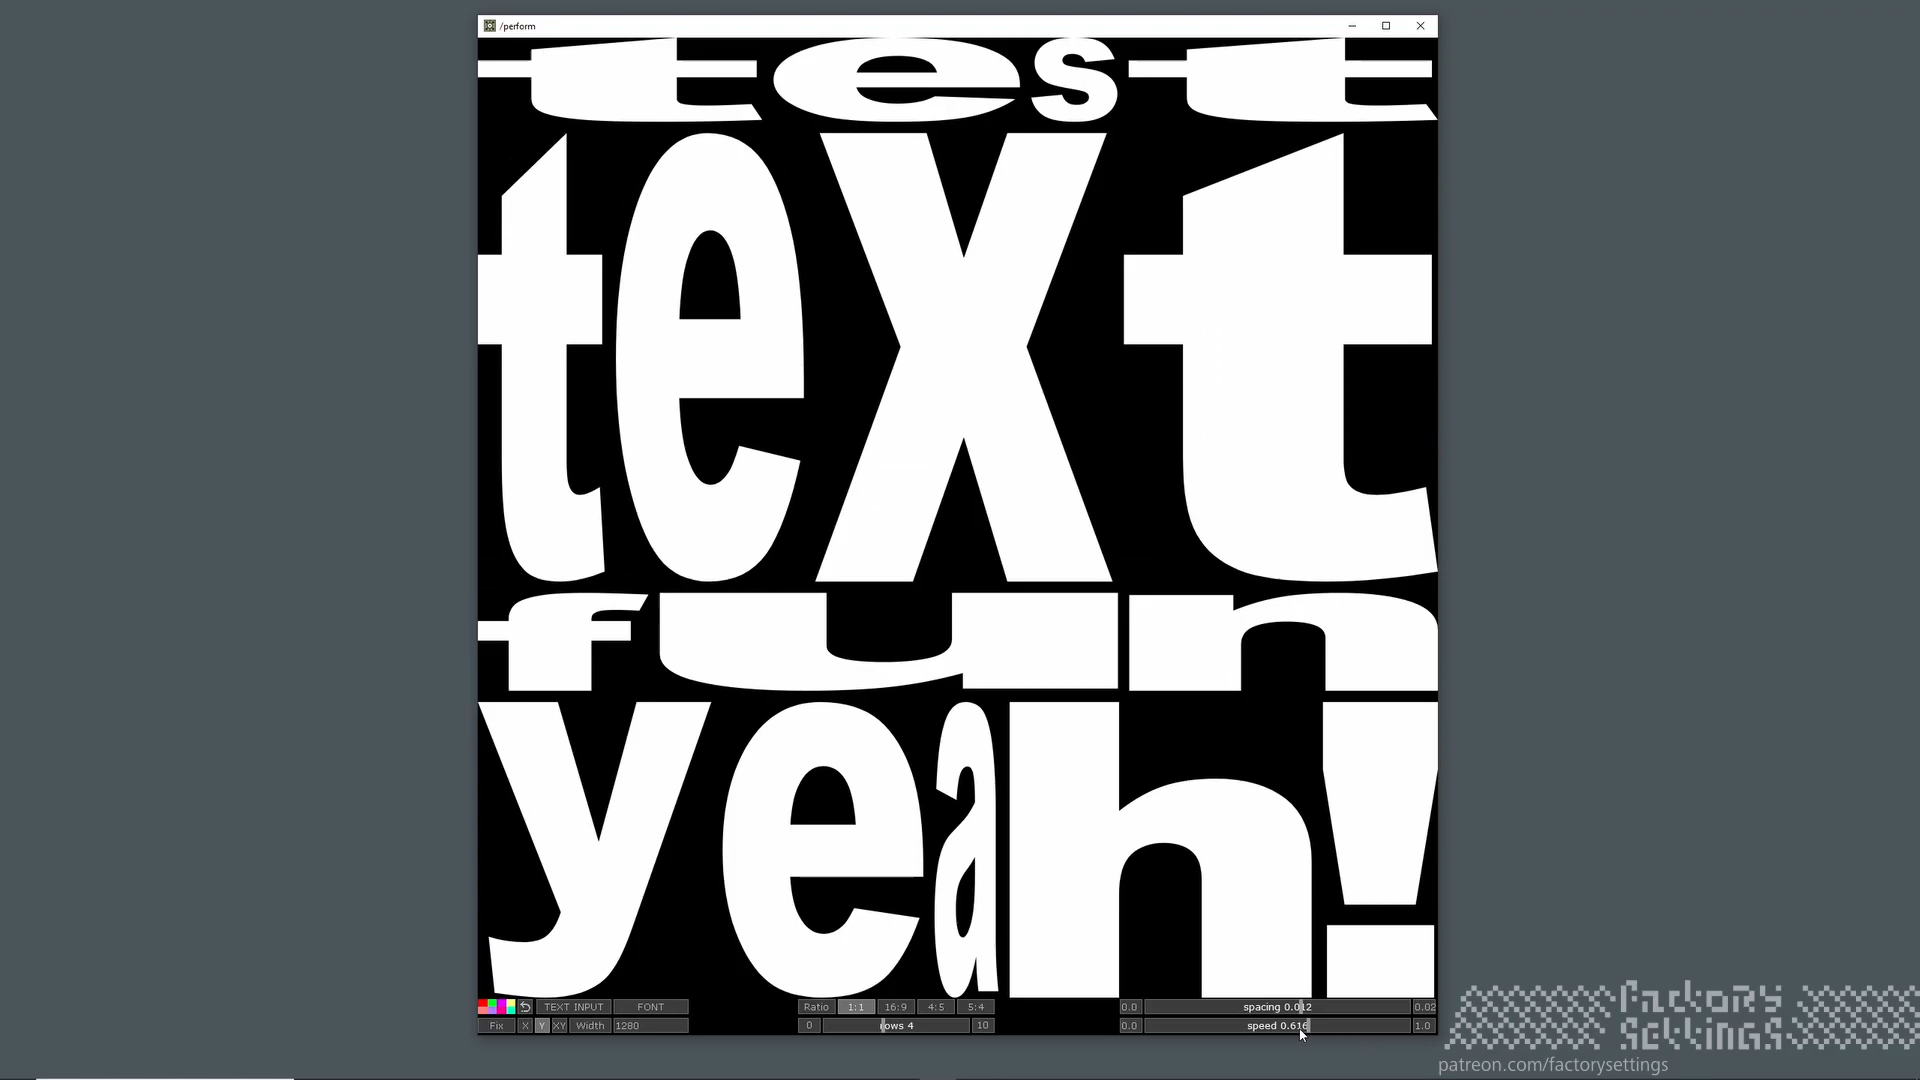 /perform
test
text
fun
yeah!
TEXT INPUT FONT Ratio 1:1 16:9 4:5 5:4 0.0 spacing 0.012 0.02
Fix X Y XY Width 1280 0 rows 4 10 0.0 speed 0.616 1.0
Factory
Settings
patreon.com/factorysettings